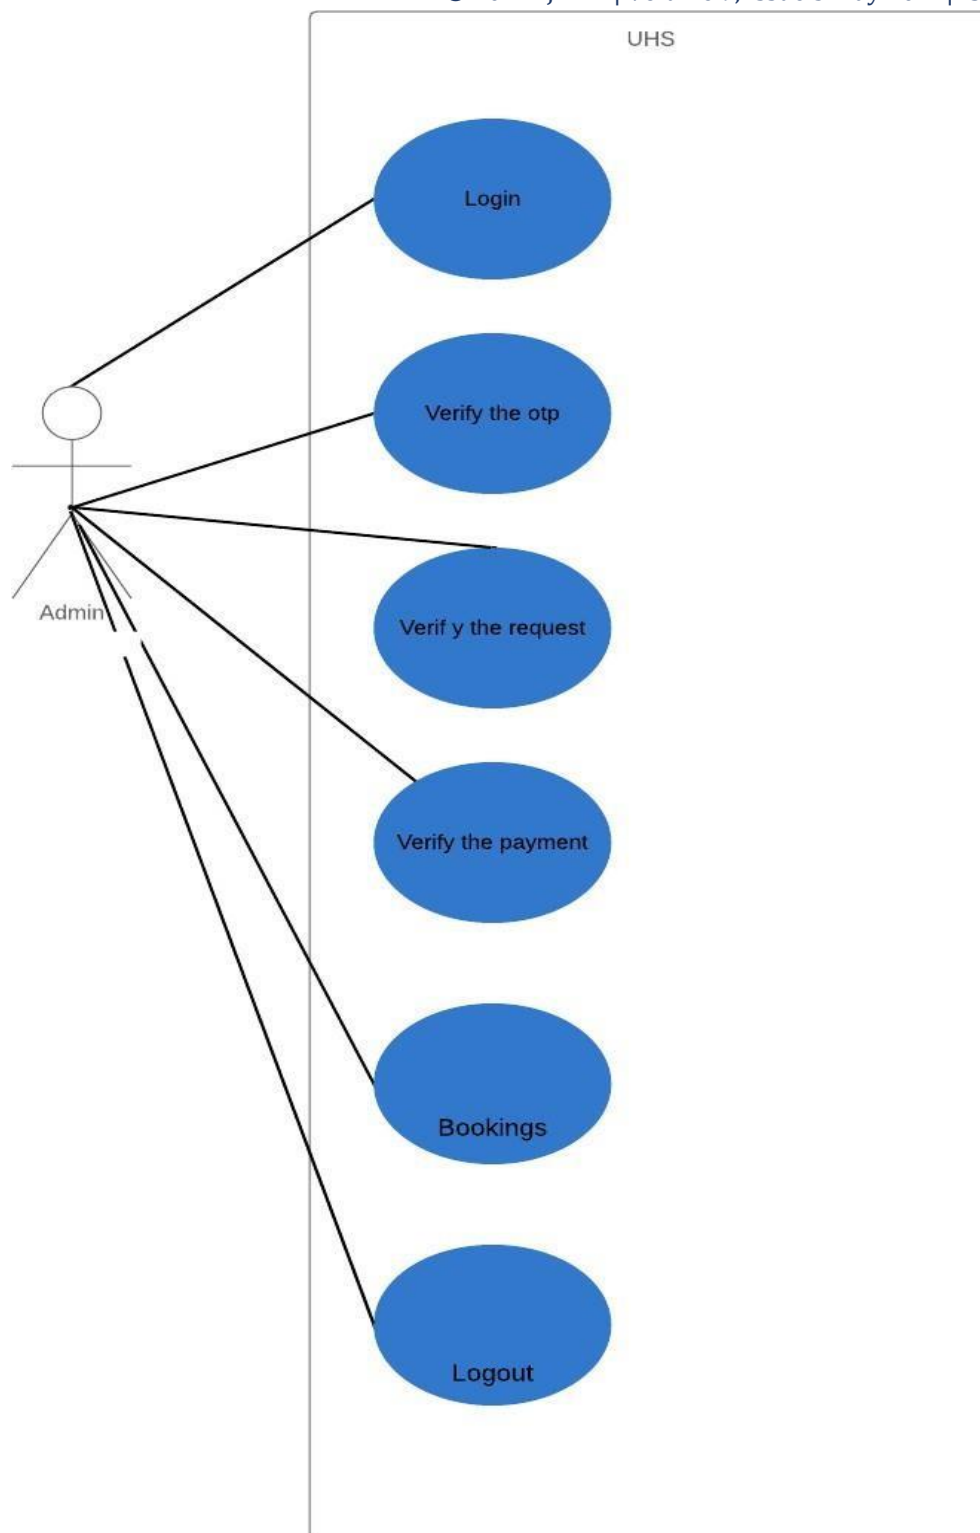 UHS
Login
Verify the otp
Verif y the request
Admin
Verify the payment
Bookings
Logout